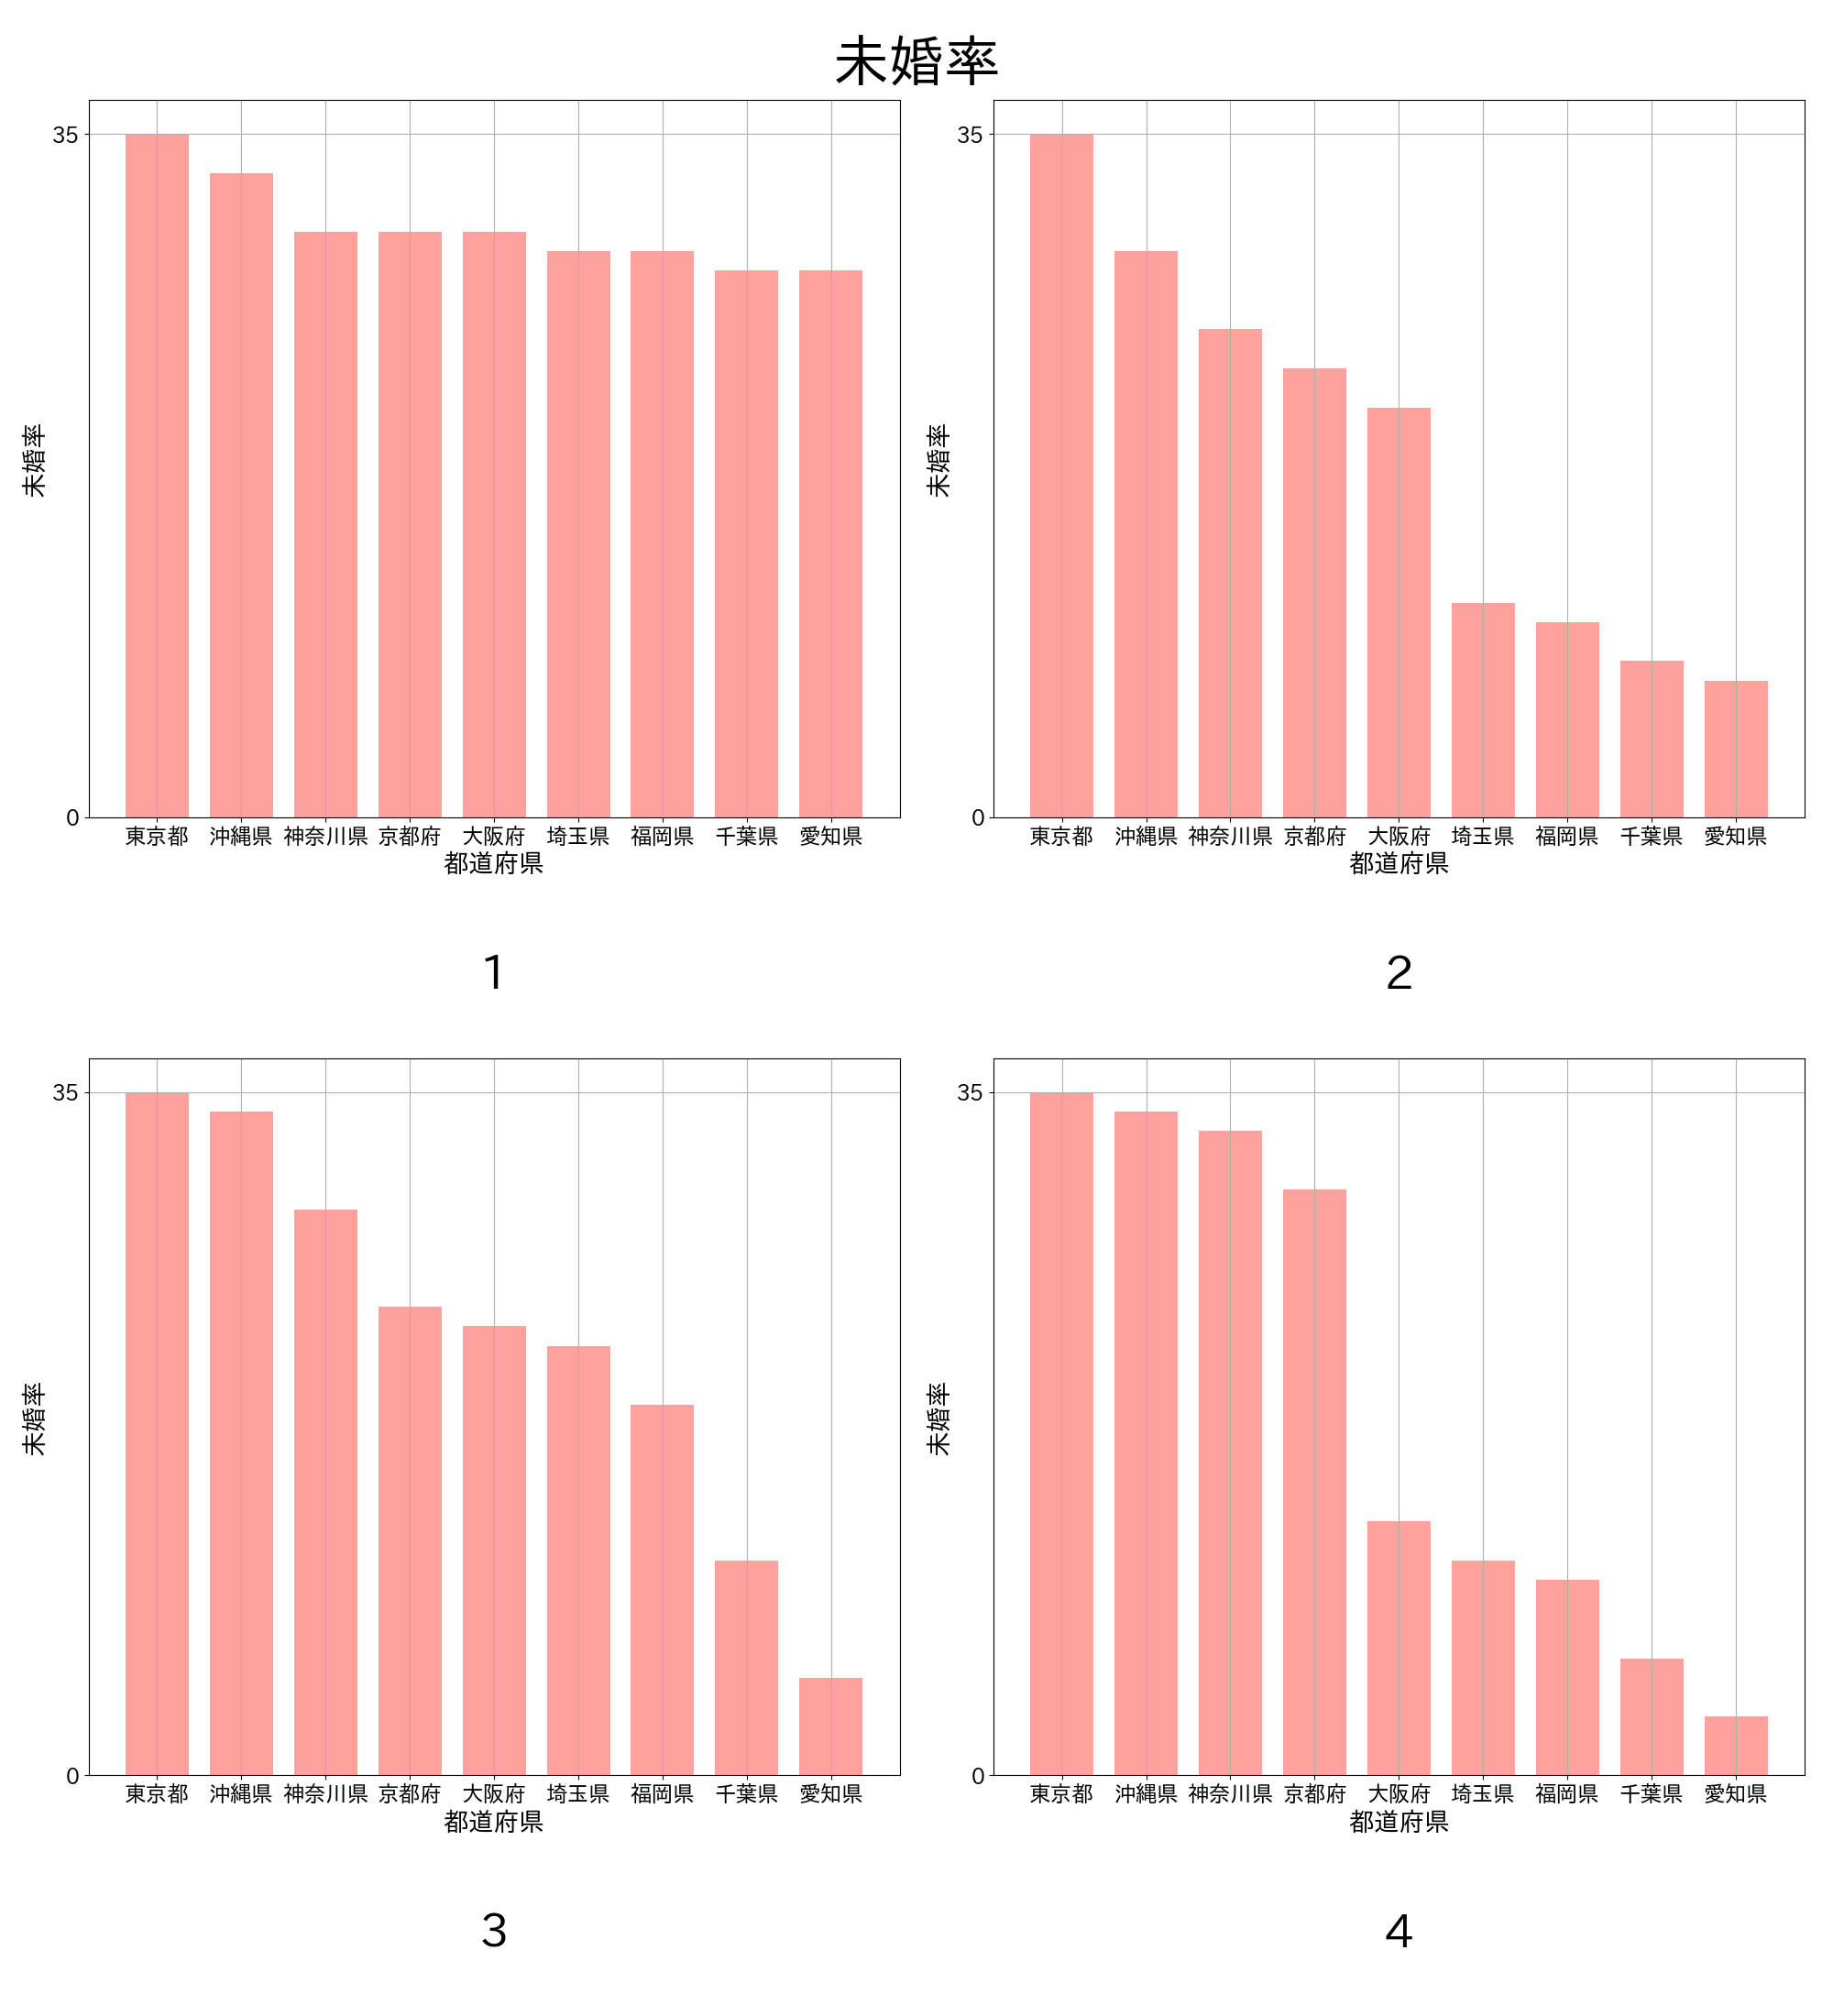 未婚率
35
0
未婚率
東京都 沖縄県 神奈川県 京都府 大阪府 埼玉県 福岡県 千葉県 愛知県
都道府県
1
35
0
未婚率
東京都 沖縄県 神奈川県 京都府 大阪府 埼玉県 福岡県 千葉県 愛知県
都道府県
2
35
0
未婚率
東京都 沖縄県 神奈川県 京都府 大阪府 埼玉県 福岡県 千葉県 愛知県
都道府県
3
35
0
未婚率
東京都 沖縄県 神奈川県 京都府 大阪府 埼玉県 福岡県 千葉県 愛知県
都道府県
4